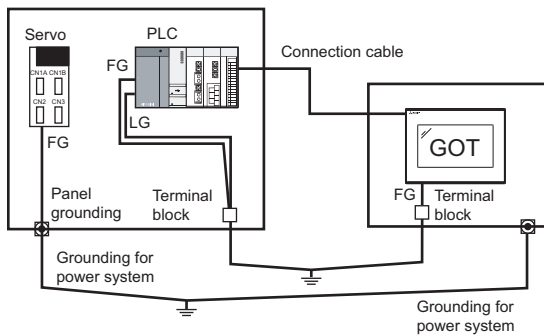 Servo
PLC
CN1A CN1B
CN2 CN3
FG
FG
LG
Connection cable
GOT
FG
Terminal
block
Panel
grounding
Terminal
block
Grounding for
power system
Grounding for
power system